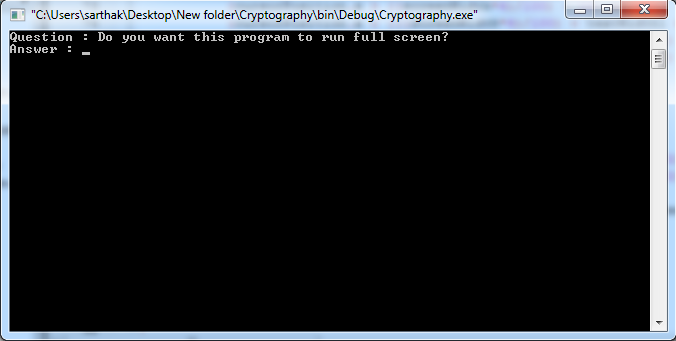 "C:\Users\sarthak\Desktop\New folder\Cryptography\bin\Debug\Cryptography.exe"
Question : Do you want this program to run full screen?
Answer : _